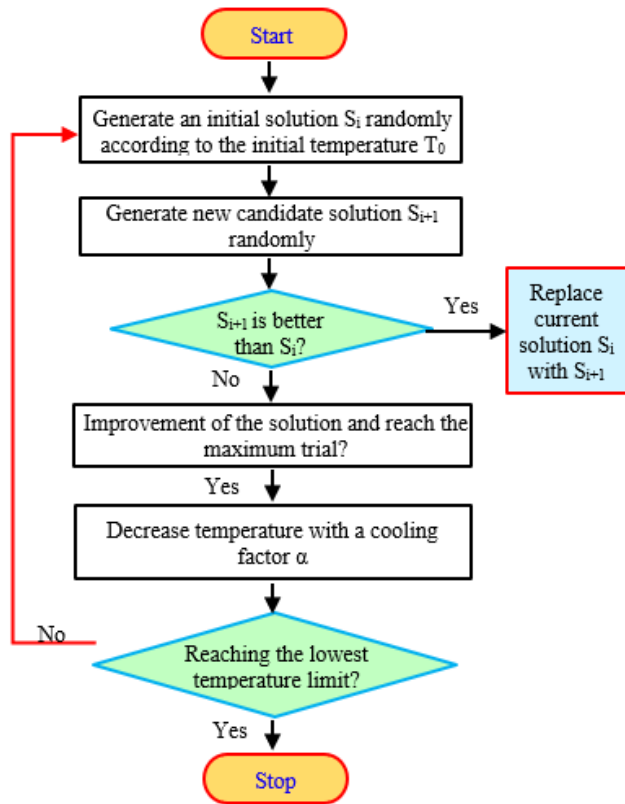 Start
Generate an initial solution Sᵢ randomly
according to the initial temperature T₀
Generate new candidate solution Sᵢ₊₁
randomly
Sᵢ₊₁ is better
than Sᵢ?
Yes
Replace
current
solution Sᵢ
with Sᵢ₊₁
No
Improvement of the solution and reach the
maximum trial?
Yes
Decrease temperature with a cooling
factor α
No
Reaching the lowest
temperature limit?
Yes
Stop